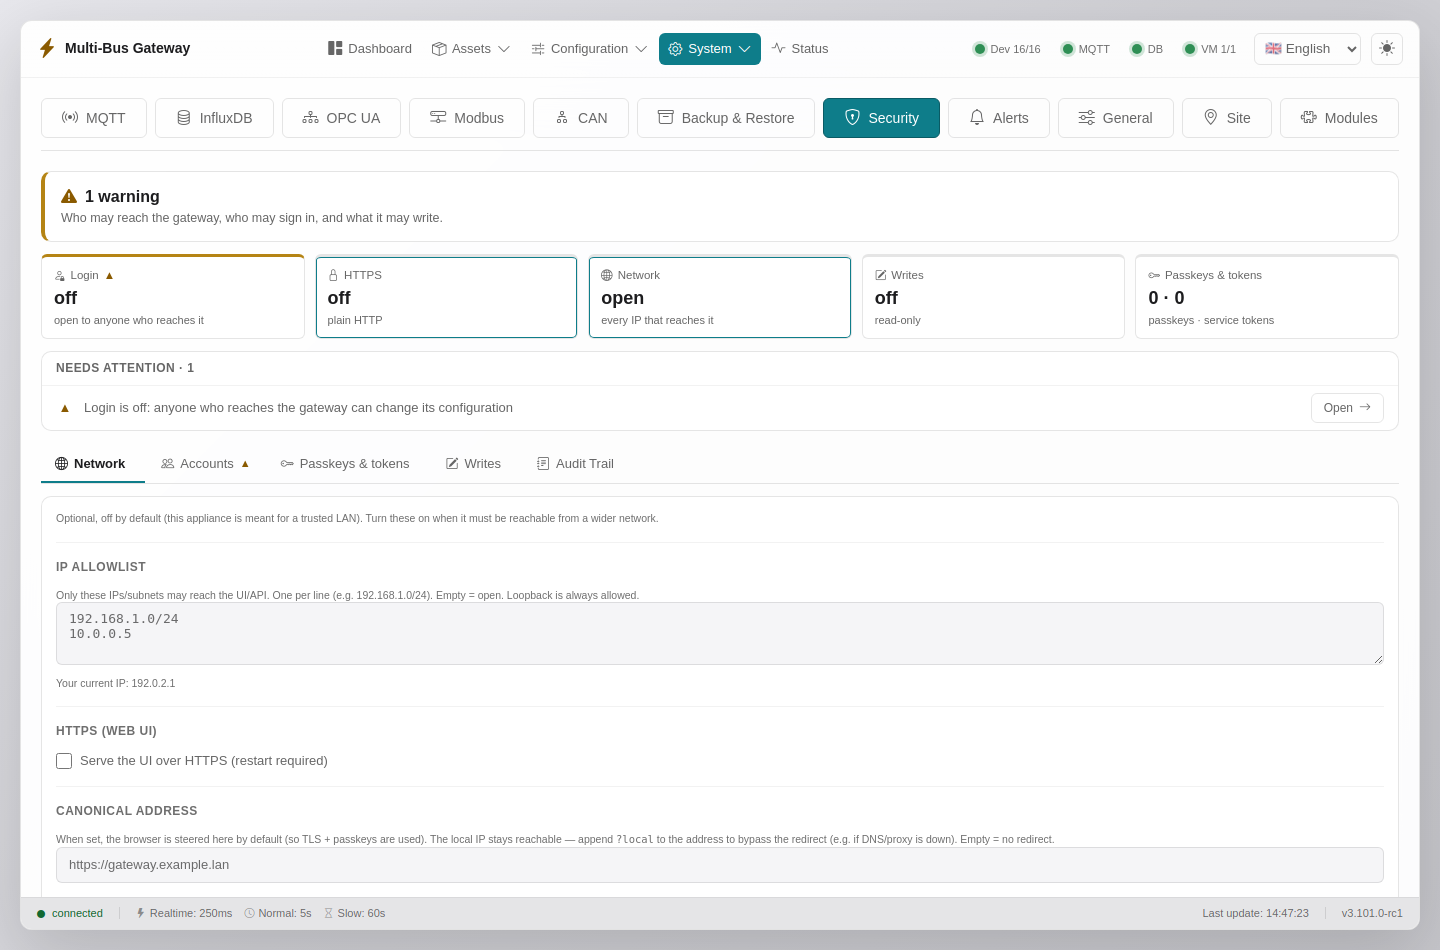 Multi-Bus Gateway
Dashboard
Assets
Configuration
System
Status
Dev 16/16
MQTT
DB
VM 1/1
English
MQTT
InfluxDB
OPC UA
Modbus
CAN
Backup & Restore
Security
Alerts
General
Site
Modules
1 warning
Who may reach the gateway, who may sign in, and what it may write.
Login ▲
off
open to anyone who reaches it
HTTPS
off
plain HTTP
Network
open
every IP that reaches it
Writes
off
read-only
Passkeys & tokens
0 · 0
passkeys · service tokens
NEEDS ATTENTION · 1
▲ Login is off: anyone who reaches the gateway can change its configuration
Open →
Network
Accounts ▲
Passkeys & tokens
Writes
Audit Trail
Optional, off by default (this appliance is meant for a trusted LAN). Turn these on when it must be reachable from a wider network.
IP ALLOWLIST
Only these IPs/subnets may reach the UI/API. One per line (e.g. 192.168.1.0/24). Empty = open. Loopback is always allowed.
192.168.1.0/24
10.0.0.5
Your current IP: 192.0.2.1
HTTPS (WEB UI)
Serve the UI over HTTPS (restart required)
CANONICAL ADDRESS
When set, the browser is steered here by default (so TLS + passkeys are used). The local IP stays reachable — append ?local to the address to bypass the redirect (e.g. if DNS/proxy is down). Empty = no redirect.
https://gateway.example.lan
connected
Realtime: 250ms
Normal: 5s
Slow: 60s
Last update: 14:47:23
v3.101.0-rc1